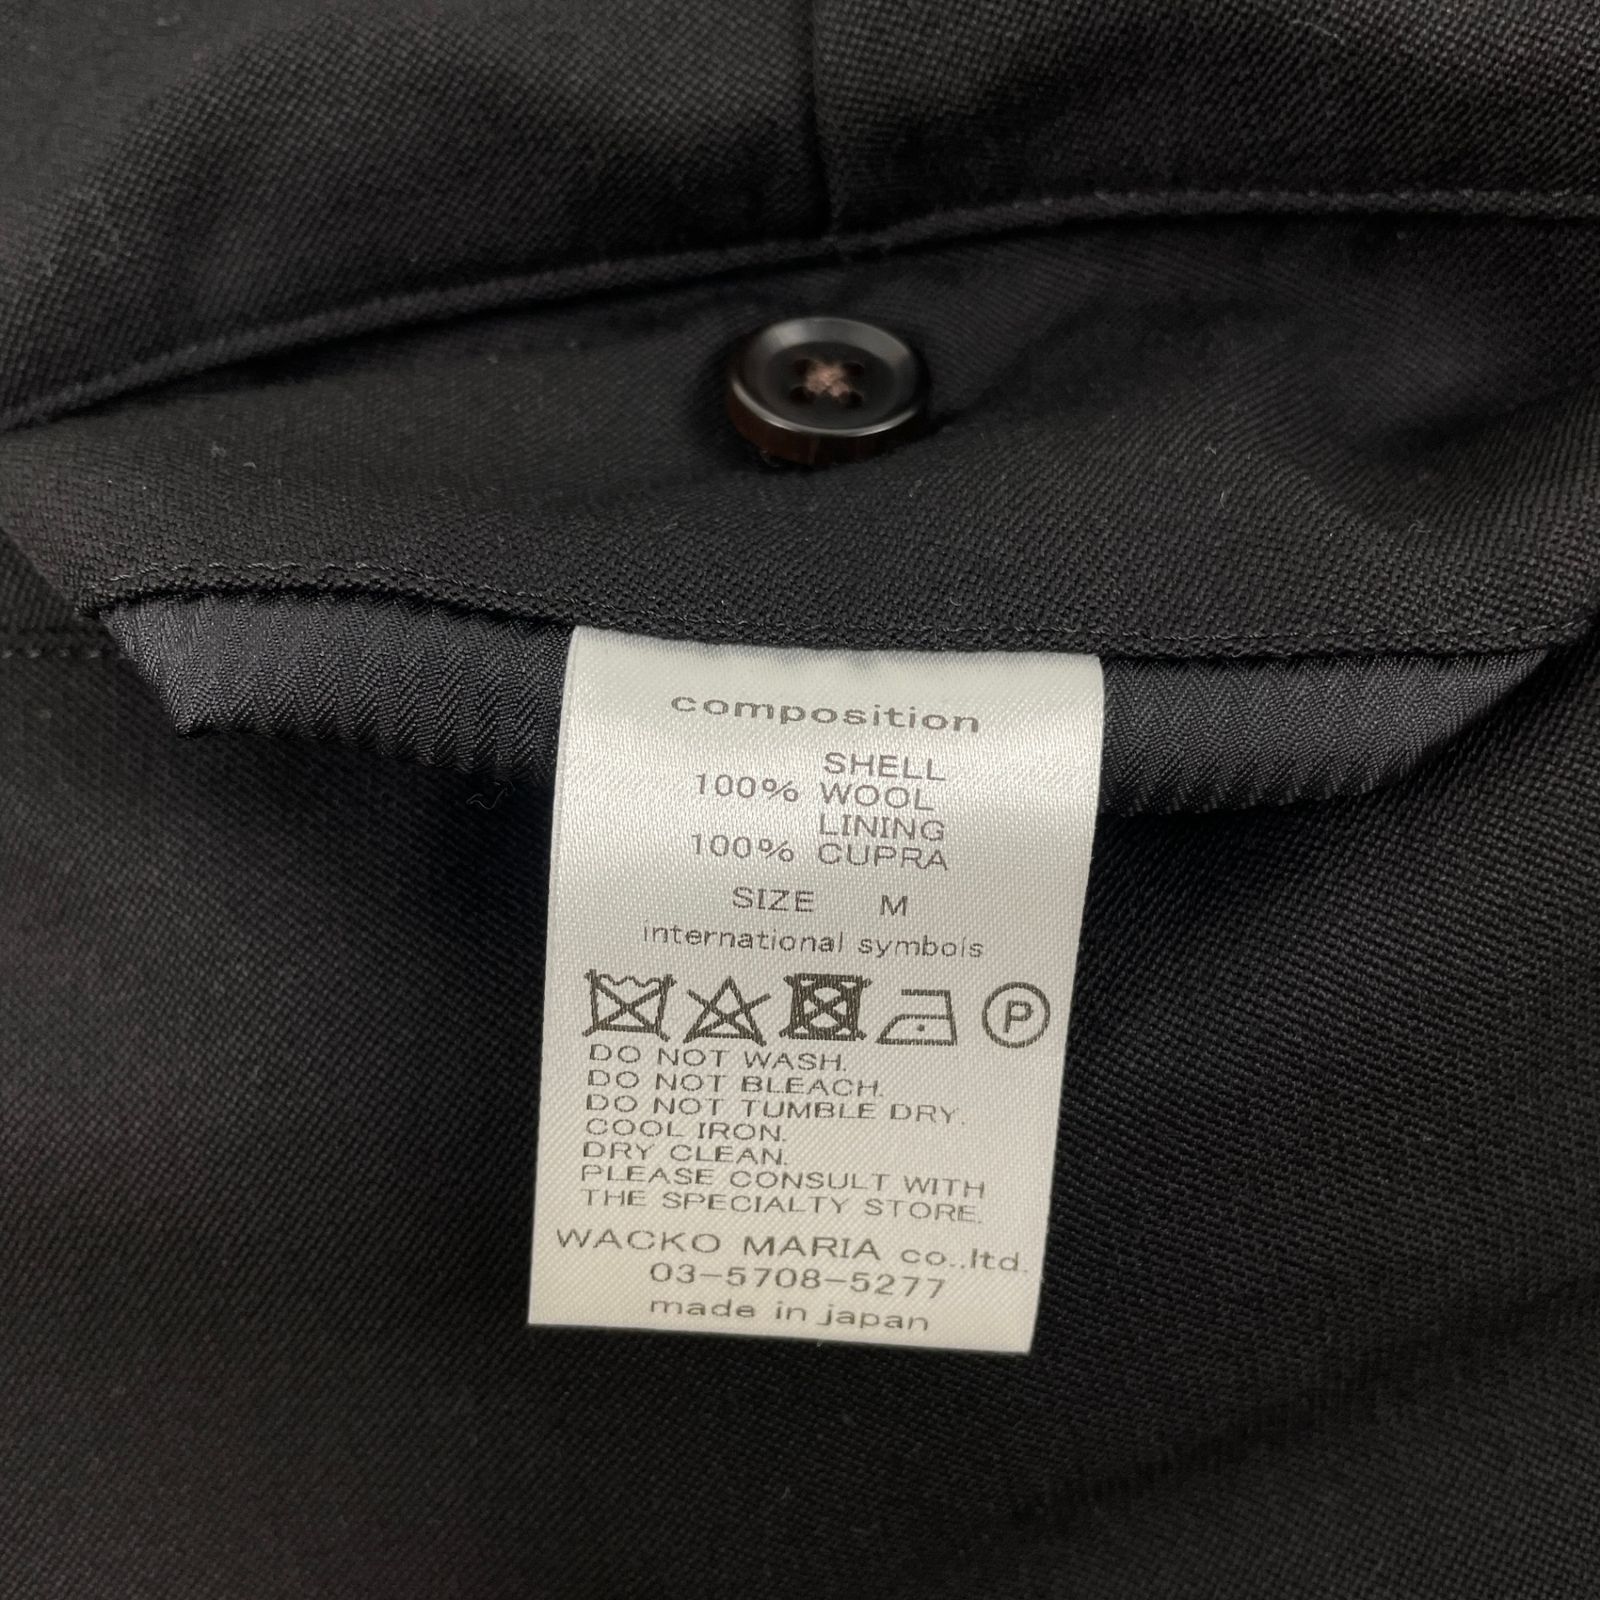 composition
SHELL
100% WOOL
LINING
100% CUPRA
SIZE M
international symbols
P
DO NOT WASH.
DO NOT BLEACH.
DO NOT TUMBLE DRY.
COOL IRON.
DRY CLEAN.
PLEASE CONSULT WITH
THE SPECIALTY STORE.
WACKO MARIA co.,ltd.
03-5708-5277
made in japan